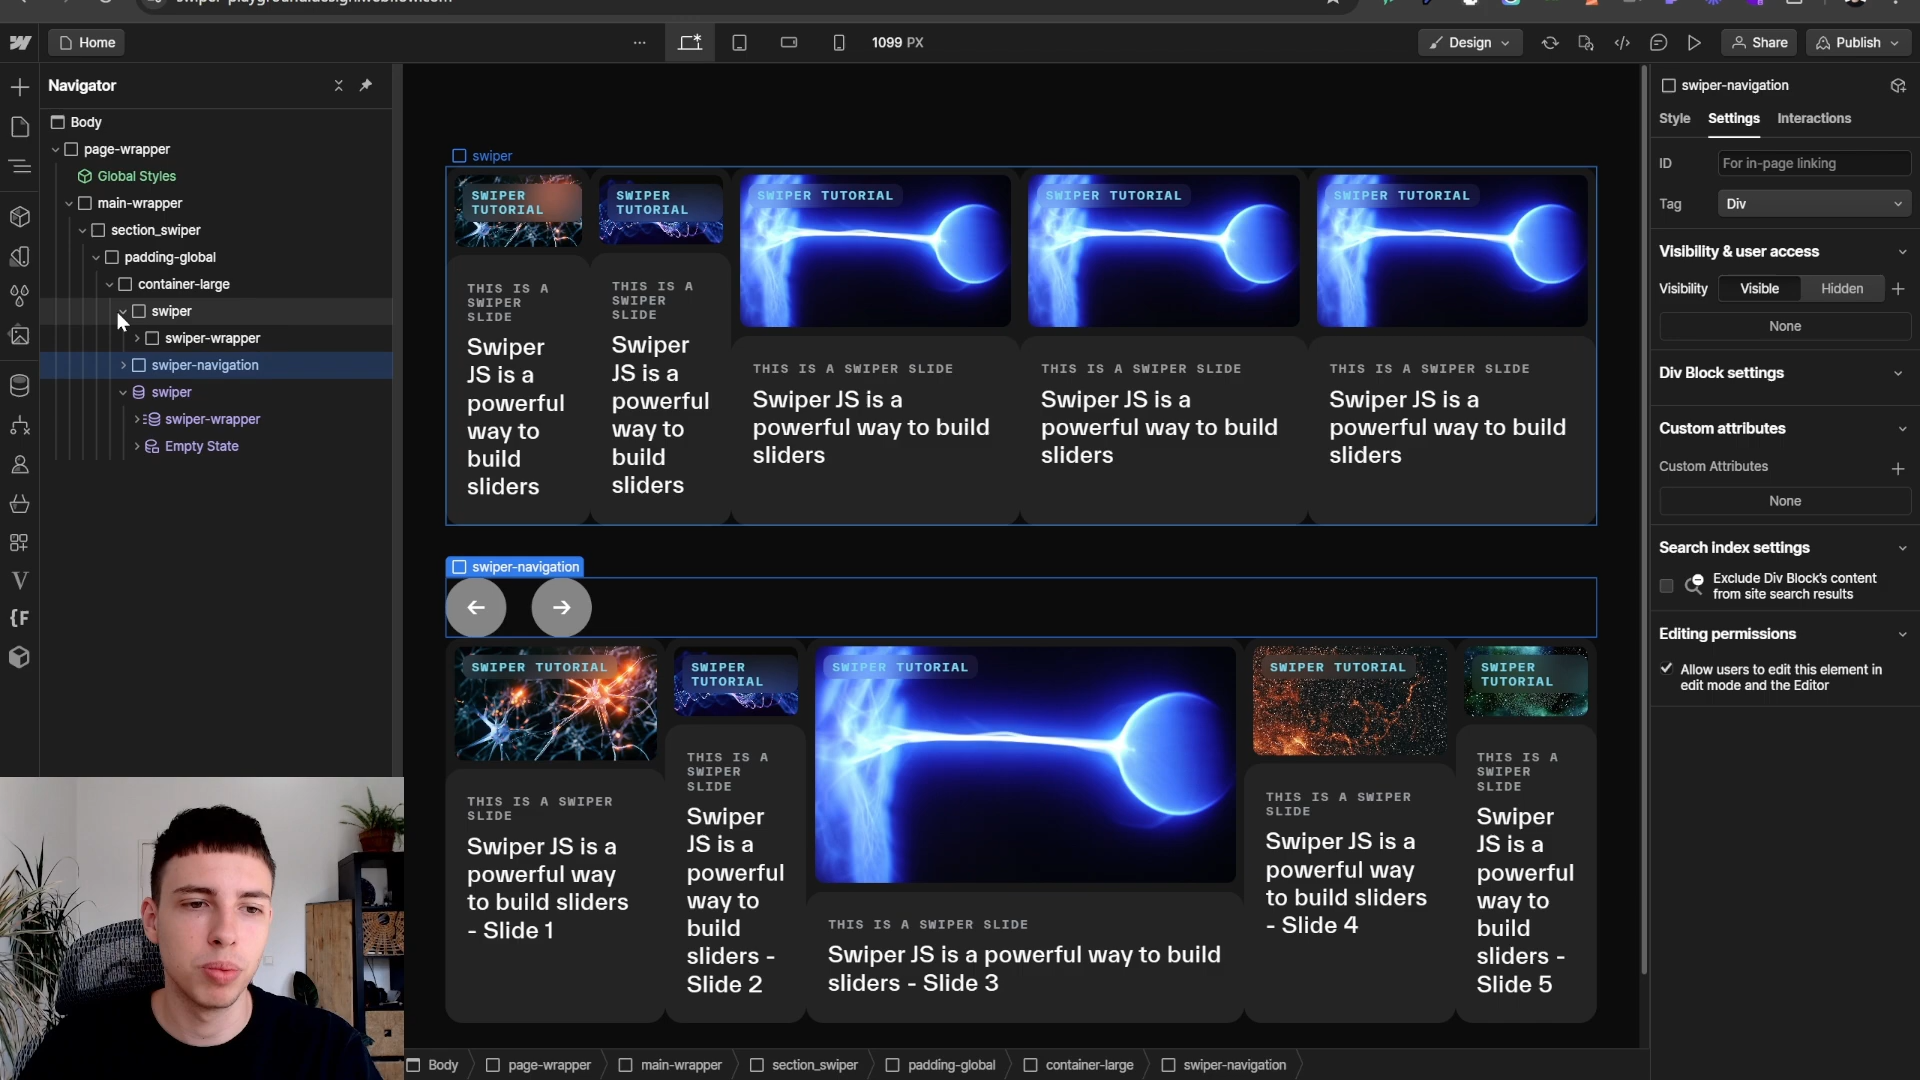 Home
1099 PX
Design
Share
Publish
Navigator
Body
page-wrapper
Global Styles
main-wrapper
section_swiper
padding-global
container-large
swiper
swiper-wrapper
swiper-navigation
swiper
swiper-wrapper
Empty State
swiper
SWIPER
TUTORIAL
THIS IS A
SWIPER
SLIDE
Swiper
JS is a
powerful
way to
build
sliders
SWIPER
TUTORIAL
THIS IS A
SWIPER
SLIDE
Swiper
JS is a
powerful
way to
build
sliders
SWIPER TUTORIAL
THIS IS A SWIPER SLIDE
Swiper JS is a
powerful way to build
sliders
SWIPER TUTORIAL
THIS IS A SWIPER SLIDE
Swiper JS is a
powerful way to build
sliders
SWIPER TUTORIAL
THIS IS A SWIPER SLIDE
Swiper JS is a
powerful way to build
sliders
swiper-navigation
SWIPER TUTORIAL
THIS IS A SWIPER
SLIDE
Swiper JS is a
powerful way
to build sliders
- Slide 1
SWIPER
TUTORIAL
THIS IS A
SWIPER
SLIDE
Swiper
JS is a
powerful
way to
build
sliders -
Slide 2
SWIPER TUTORIAL
THIS IS A SWIPER SLIDE
Swiper JS is a powerful way to build
sliders - Slide 3
SWIPER TUTORIAL
THIS IS A SWIPER
SLIDE
Swiper JS is a
powerful way
to build sliders
- Slide 4
SWIPER
TUTORIAL
THIS IS A
SWIPER
SLIDE
Swiper
JS is a
powerful
way to
build
sliders -
Slide 5
Body
page-wrapper
main-wrapper
section_swiper
padding-global
container-large
swiper-navigation
swiper-navigation
Style
Settings
Interactions
ID
For in-page linking
Tag
Div
Visibility & user access
Visibility
Visible
Hidden
None
Div Block settings
Custom attributes
Custom Attributes
None
Search index settings
Exclude Div Block's content
from site search results
Editing permissions
Allow users to edit this element in
edit mode and the Editor